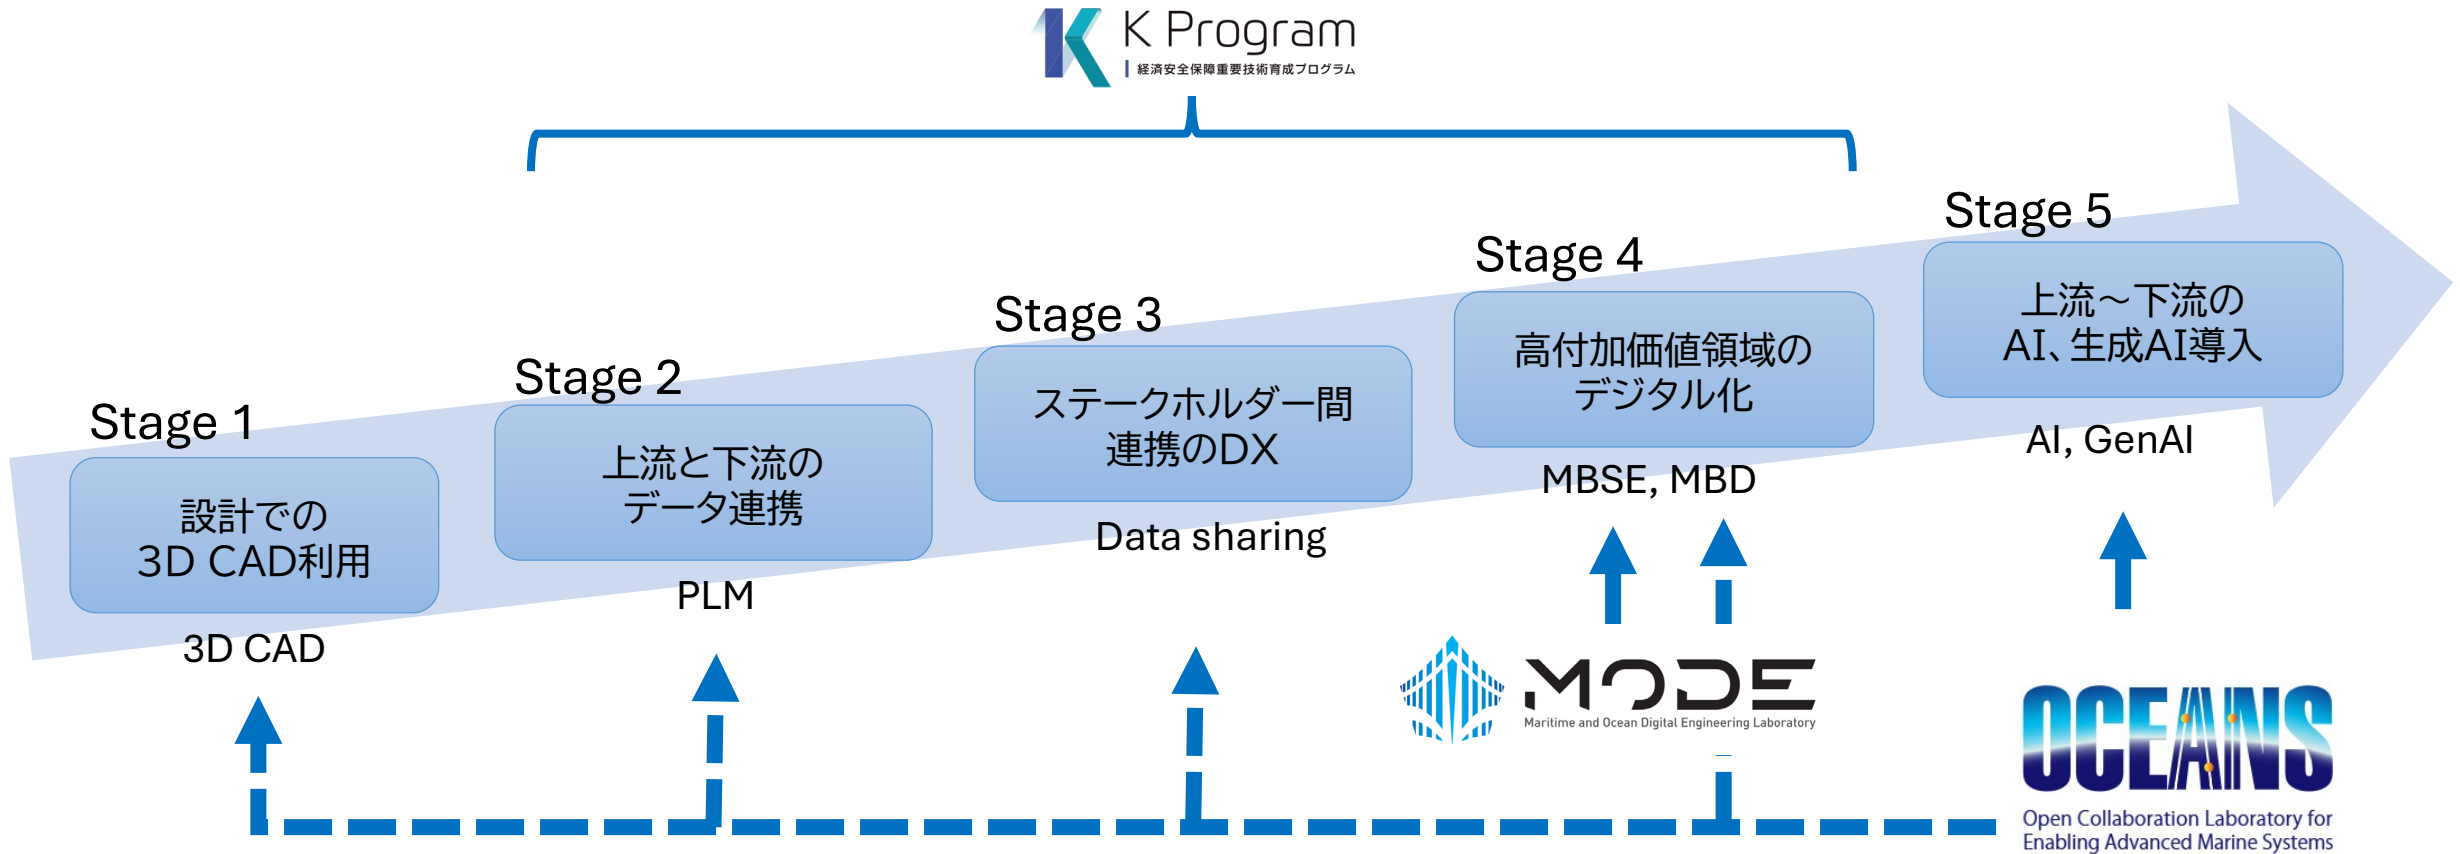 K Program
経済安全保障重要技術育成プログラム
Stage 1
設計での
3D CAD利用
3D CAD
Stage 2
上流と下流の
データ連携
PLM
Stage 3
ステークホルダー間
連携のDX
Data sharing
Stage 4
高付加価値領域の
デジタル化
MBSE, MBD
Stage 5
上流～下流の
AI、生成AI導入
AI, GenAI
MODE
Maritime and Ocean Digital Engineering Laboratory
OCEANS
Open Collaboration Laboratory for
Enabling Advanced Marine Systems